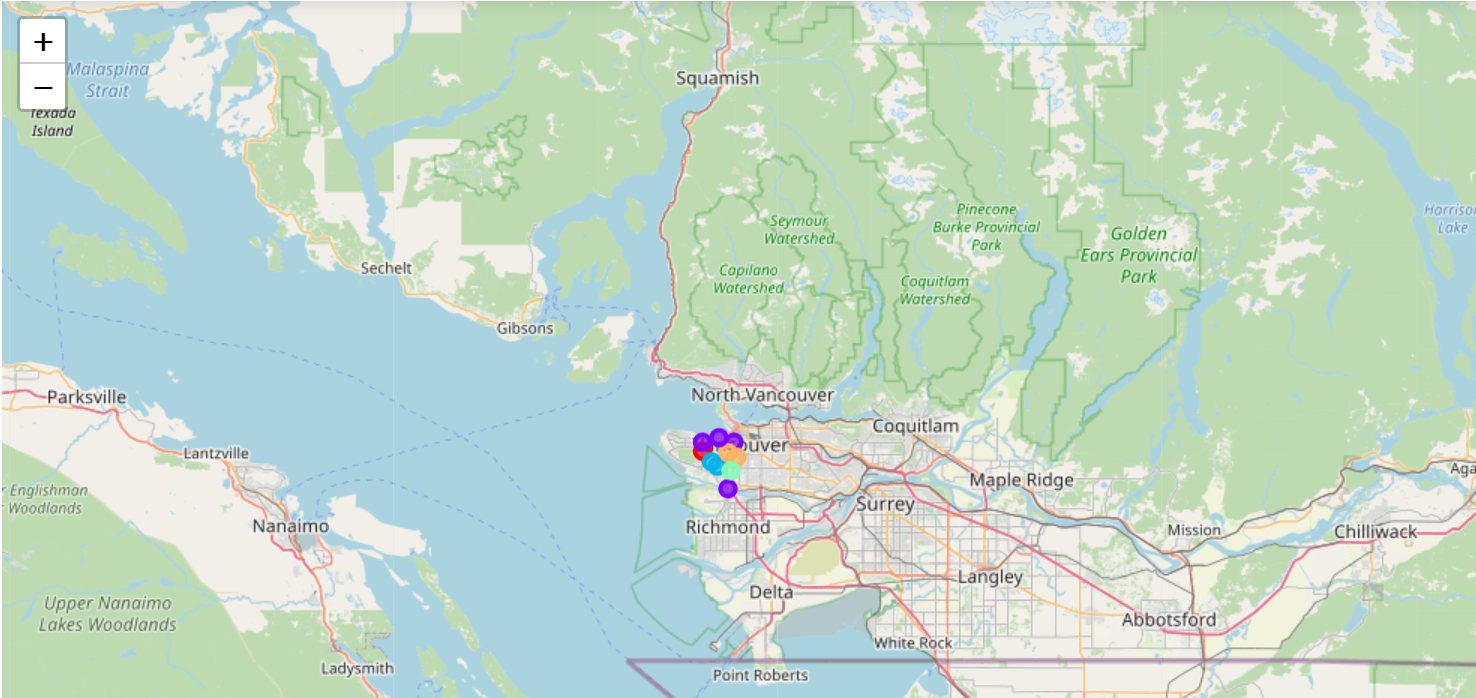 +
−
Malaspina
Strait
Texada
Island
Squamish
Seymour
Watershed
Pinecone
Burke Provincial
Park
Golden
Ears Provincial
Park
Capilano
Watershed
Coquitlam
Watershed
Sechelt
Gibsons
Lake
Parksville
North Vancouver
Coquitlam
Lantzville
Maple Ridge
Englishman
Woodlands
Nanaimo
Surrey
Richmond
Mission
Chilliwack
Langley
Delta
Upper Nanaimo
Lakes Woodlands
Abbotsford
White Rock
Ladysmith
Point Roberts